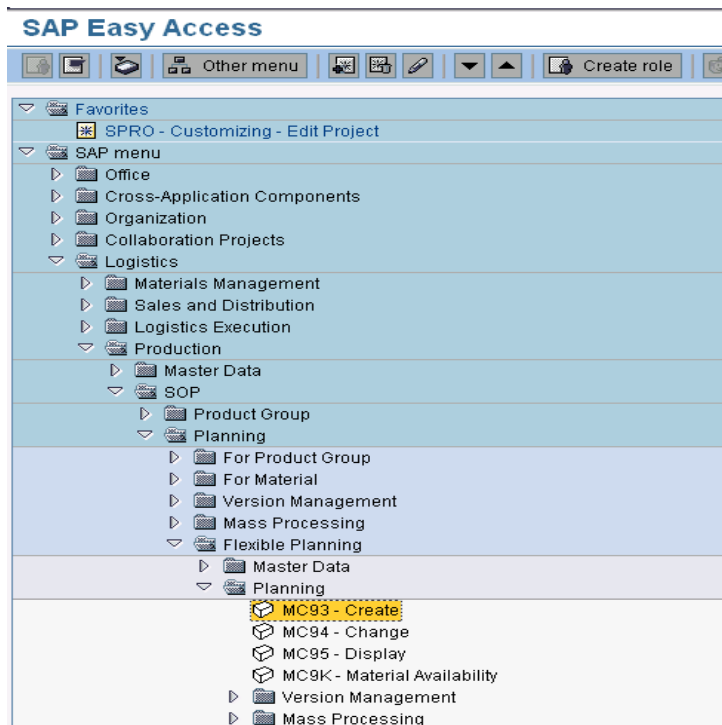 SAP Easy Access
Other menu Create role
Favorites
SPRO - Customizing - Edit Project
SAP menu
Office
Cross-Application Components
Organization
Collaboration Projects
Logistics
Materials Management
Sales and Distribution
Logistics Execution
Production
Master Data
SOP
Product Group
Planning
For Product Group
For Material
Version Management
Mass Processing
Flexible Planning
Master Data
Planning
MC93 - Create
MC94 - Change
MC95 - Display
MC9K - Material Availability
Version Management
Mass Processing